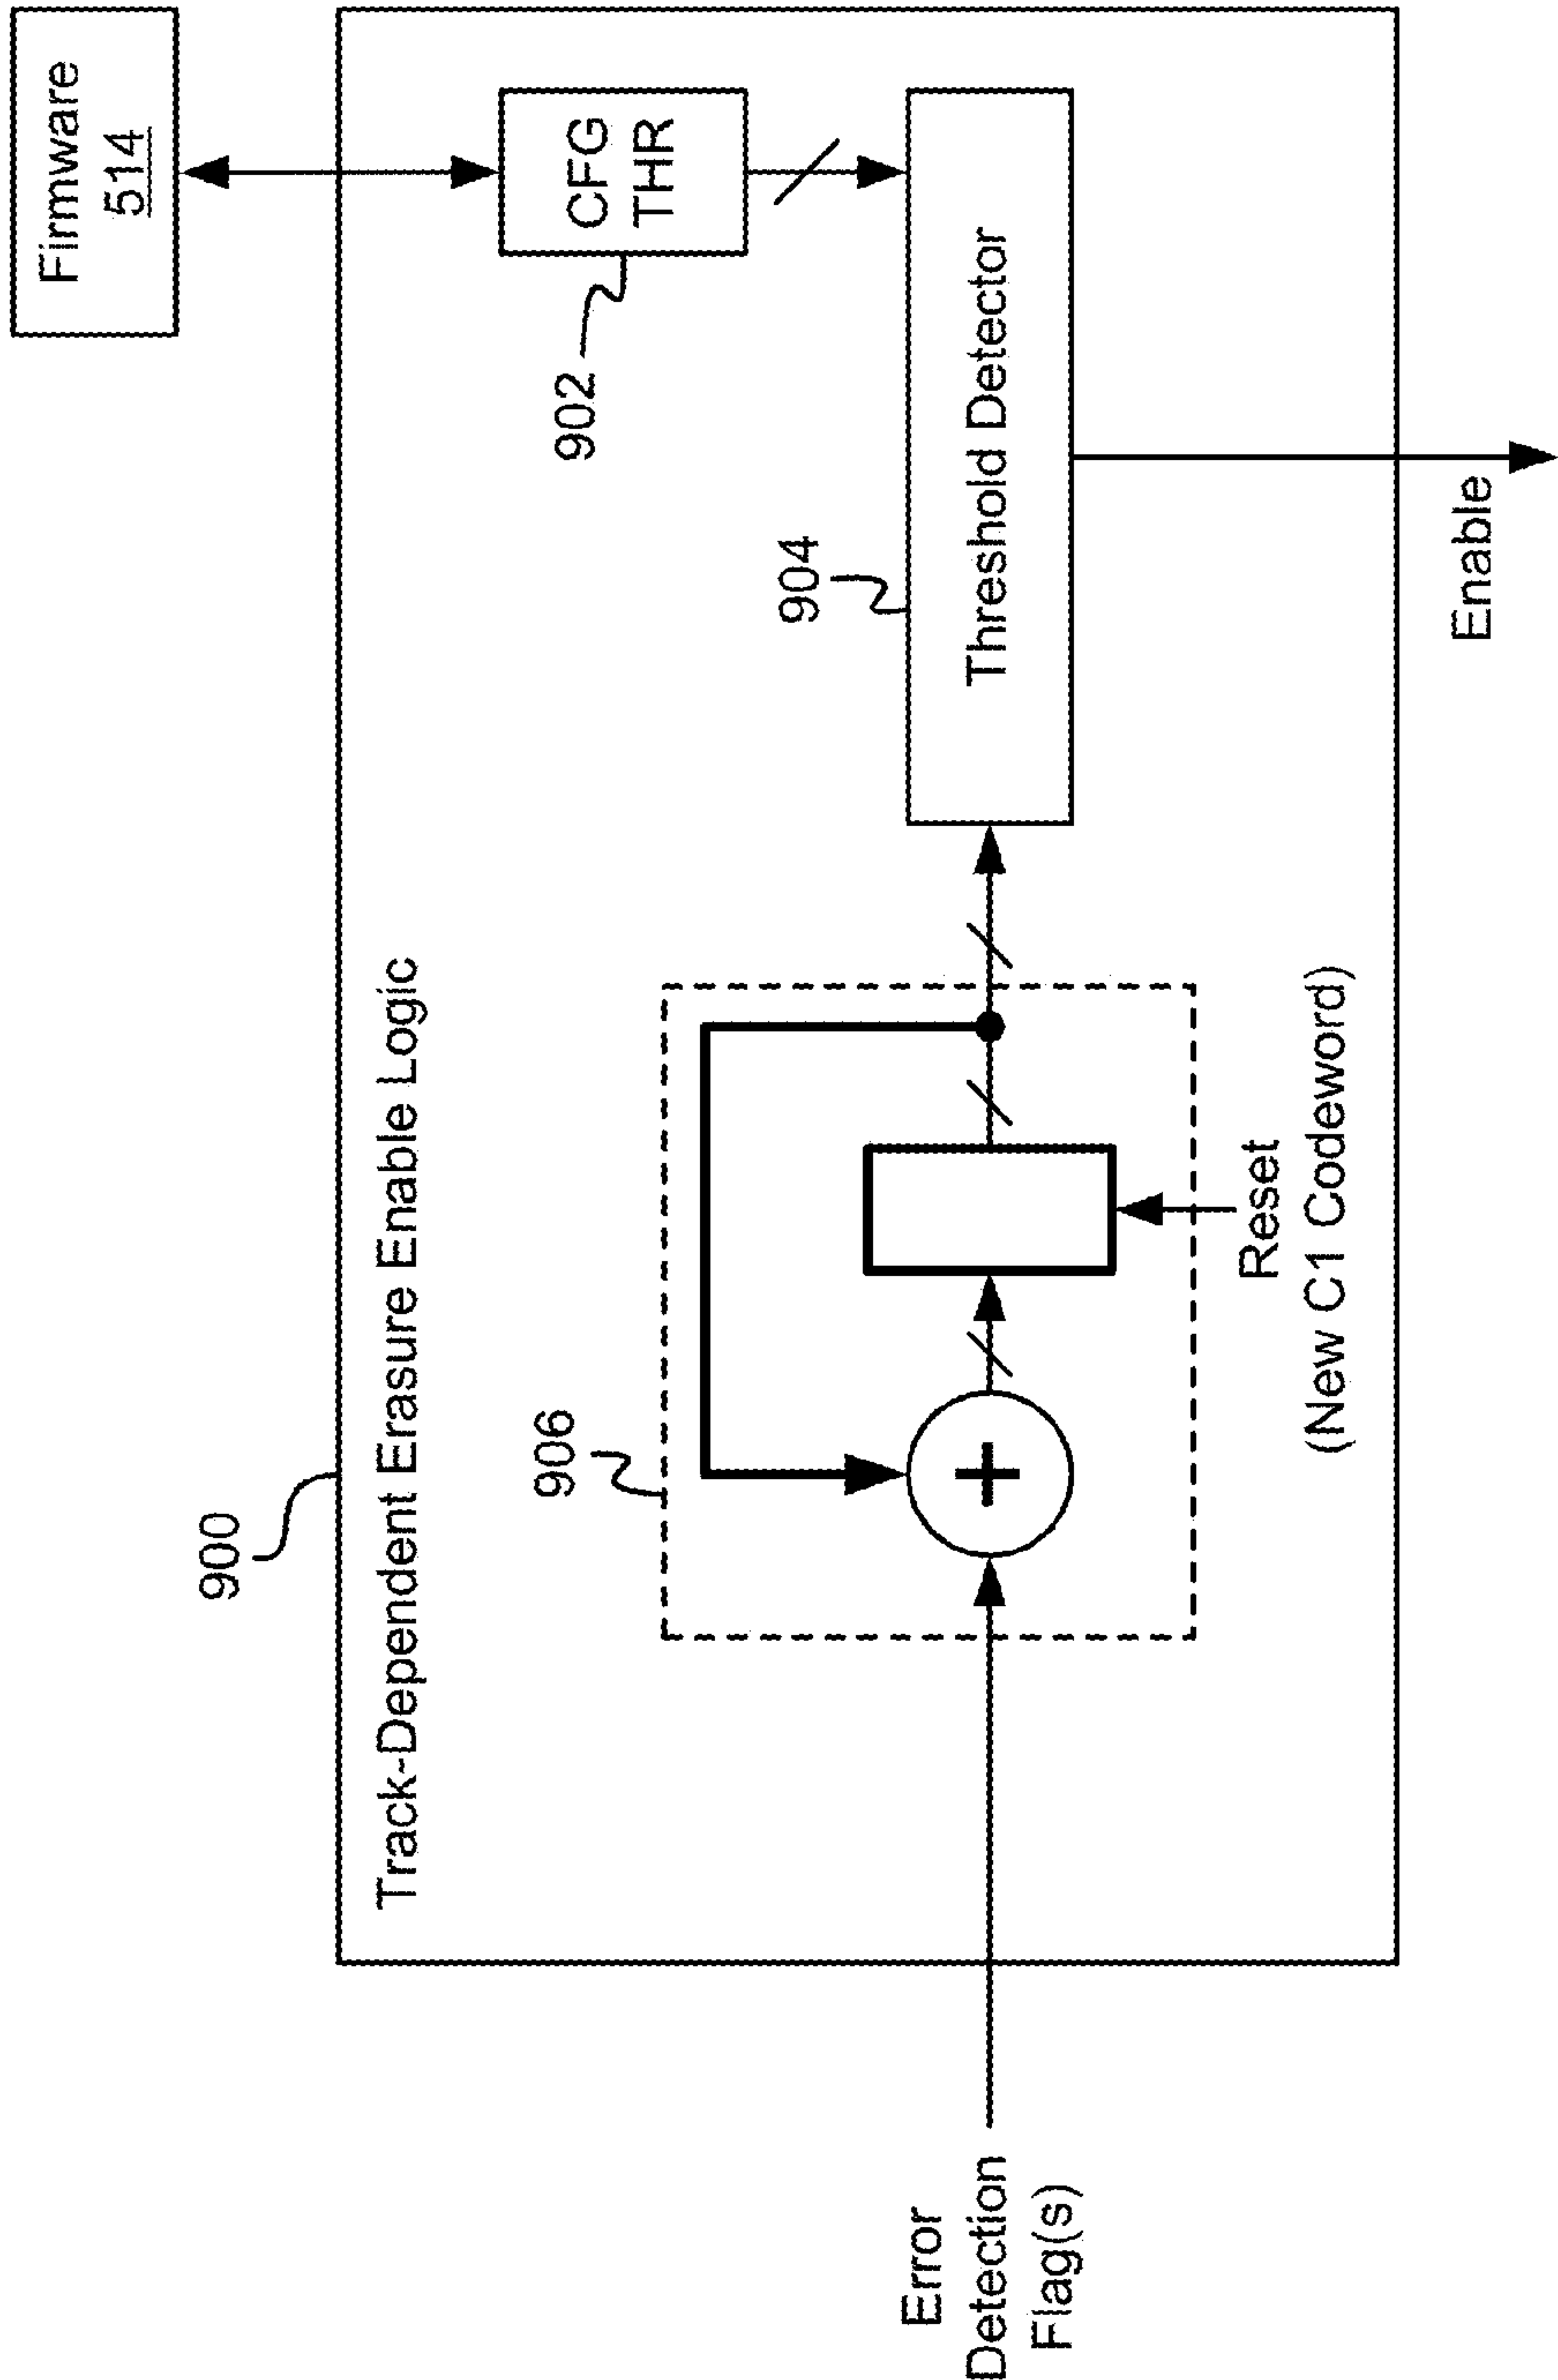 Firmware
514
Track-Dependent Erasure Enable Logic
900
CFG
THR
902
906
904
Threshold Detector
+
Error
Detection
Flag(s)
Reset
(New C1 Codeword)
Enable